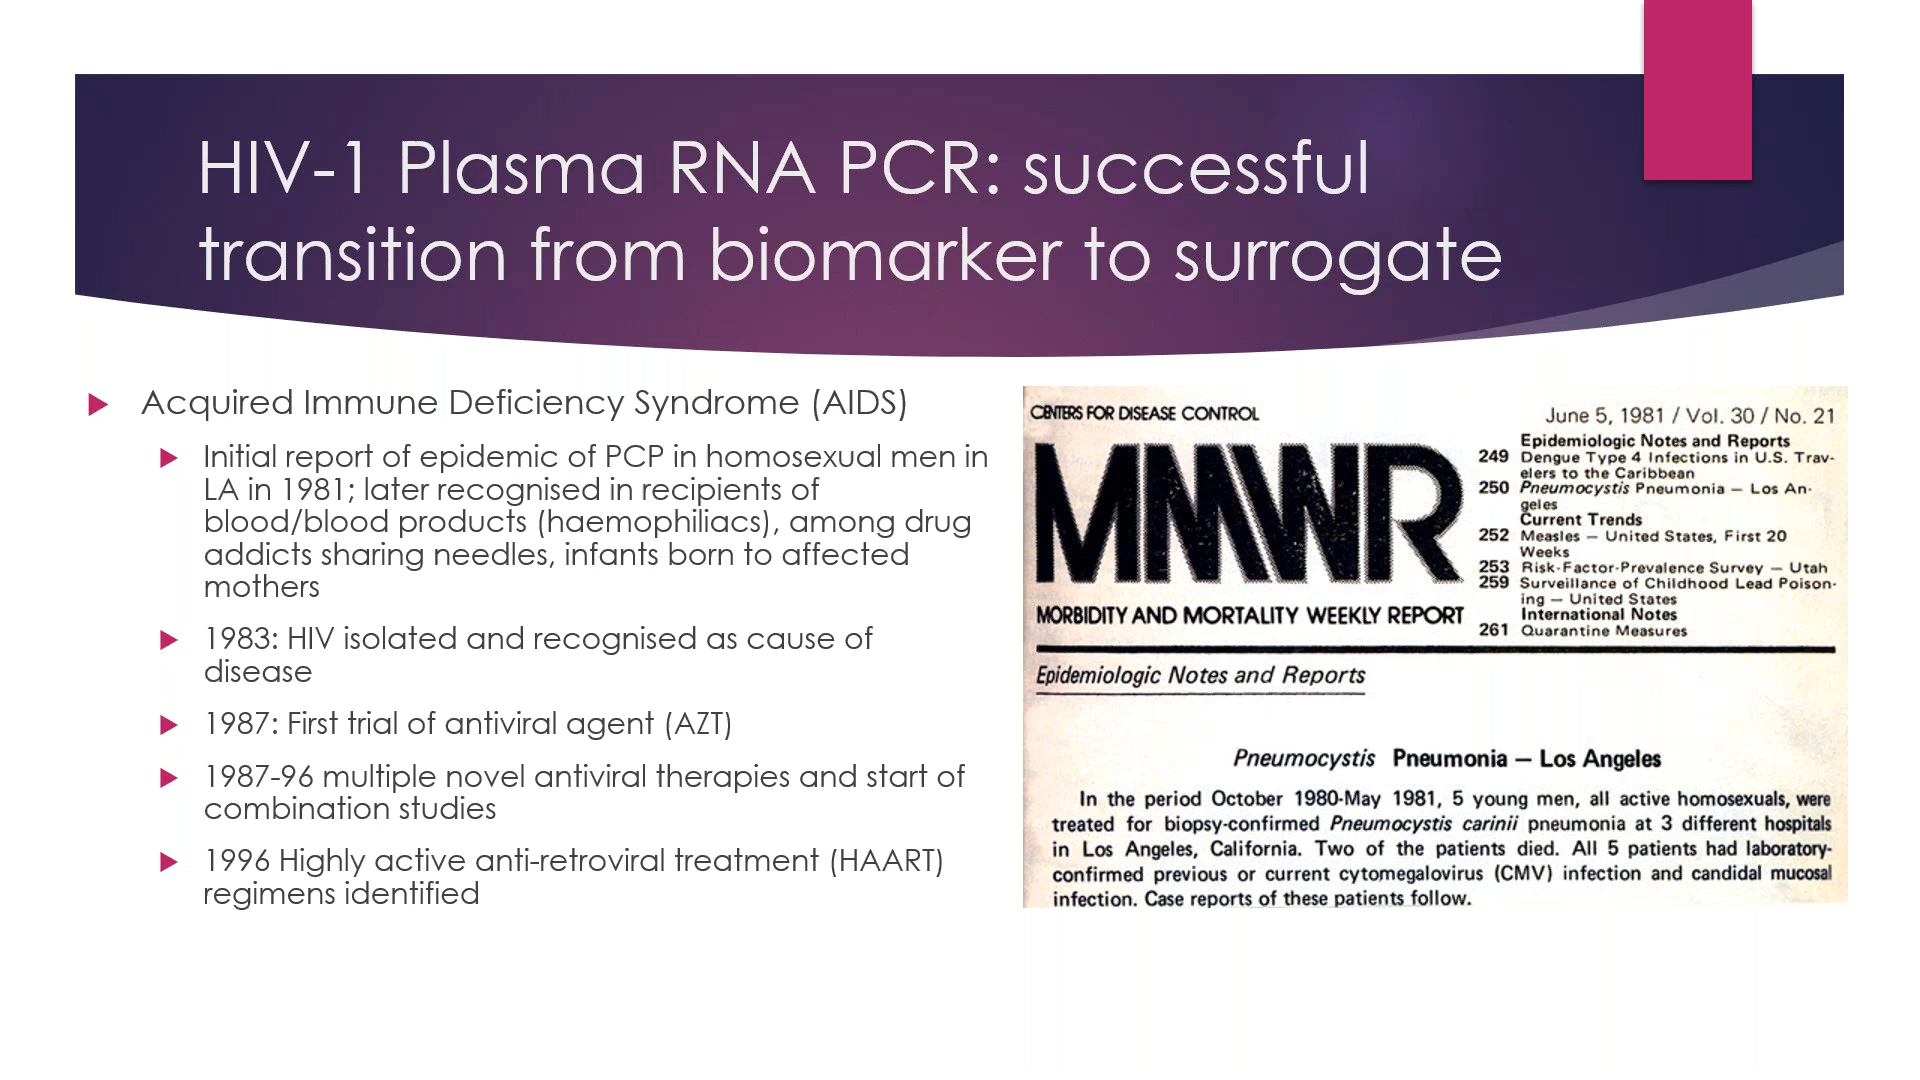 HIV-1 Plasma RNA PCR: successful
transition from biomarker to surrogate
Acquired Immune Deficiency Syndrome (AIDS)
Initial report of epidemic of PCP in homosexual men in
LA in 1981; later recognised in recipients of
blood/blood products (haemophiliacs), among drug
addicts sharing needles, infants born to affected
mothers
1983: HIV isolated and recognised as cause of
disease
1987: First trial of antiviral agent (AZT)
1987-96 multiple novel antiviral therapies and start of
combination studies
1996 Highly active anti-retroviral treatment (HAART)
regimens identified
CENTERS FOR DISEASE CONTROL
June 5, 1981 / Vol. 30 / No. 21
MMWR
MORBIDITY AND MORTALITY WEEKLY REPORT
Epidemiologic Notes and Reports
249 Dengue Type 4 Infections in U.S. Trav-
elers to the Caribbean
250 Pneumocystis Pneumonia – Los An-
geles
Current Trends
252 Measles – United States, First 20
Weeks
253 Risk-Factor-Prevalence Survey – Utah
259 Surveillance of Childhood Lead Poison-
ing – United States
International Notes
261 Quarantine Measures
Epidemiologic Notes and Reports
Pneumocystis Pneumonia – Los Angeles
In the period October 1980-May 1981, 5 young men, all active homosexuals, were
treated for biopsy-confirmed Pneumocystis carinii pneumonia at 3 different hospitals
in Los Angeles, California. Two of the patients died. All 5 patients had laboratory-
confirmed previous or current cytomegalovirus (CMV) infection and candidal mucosal
infection. Case reports of these patients follow.